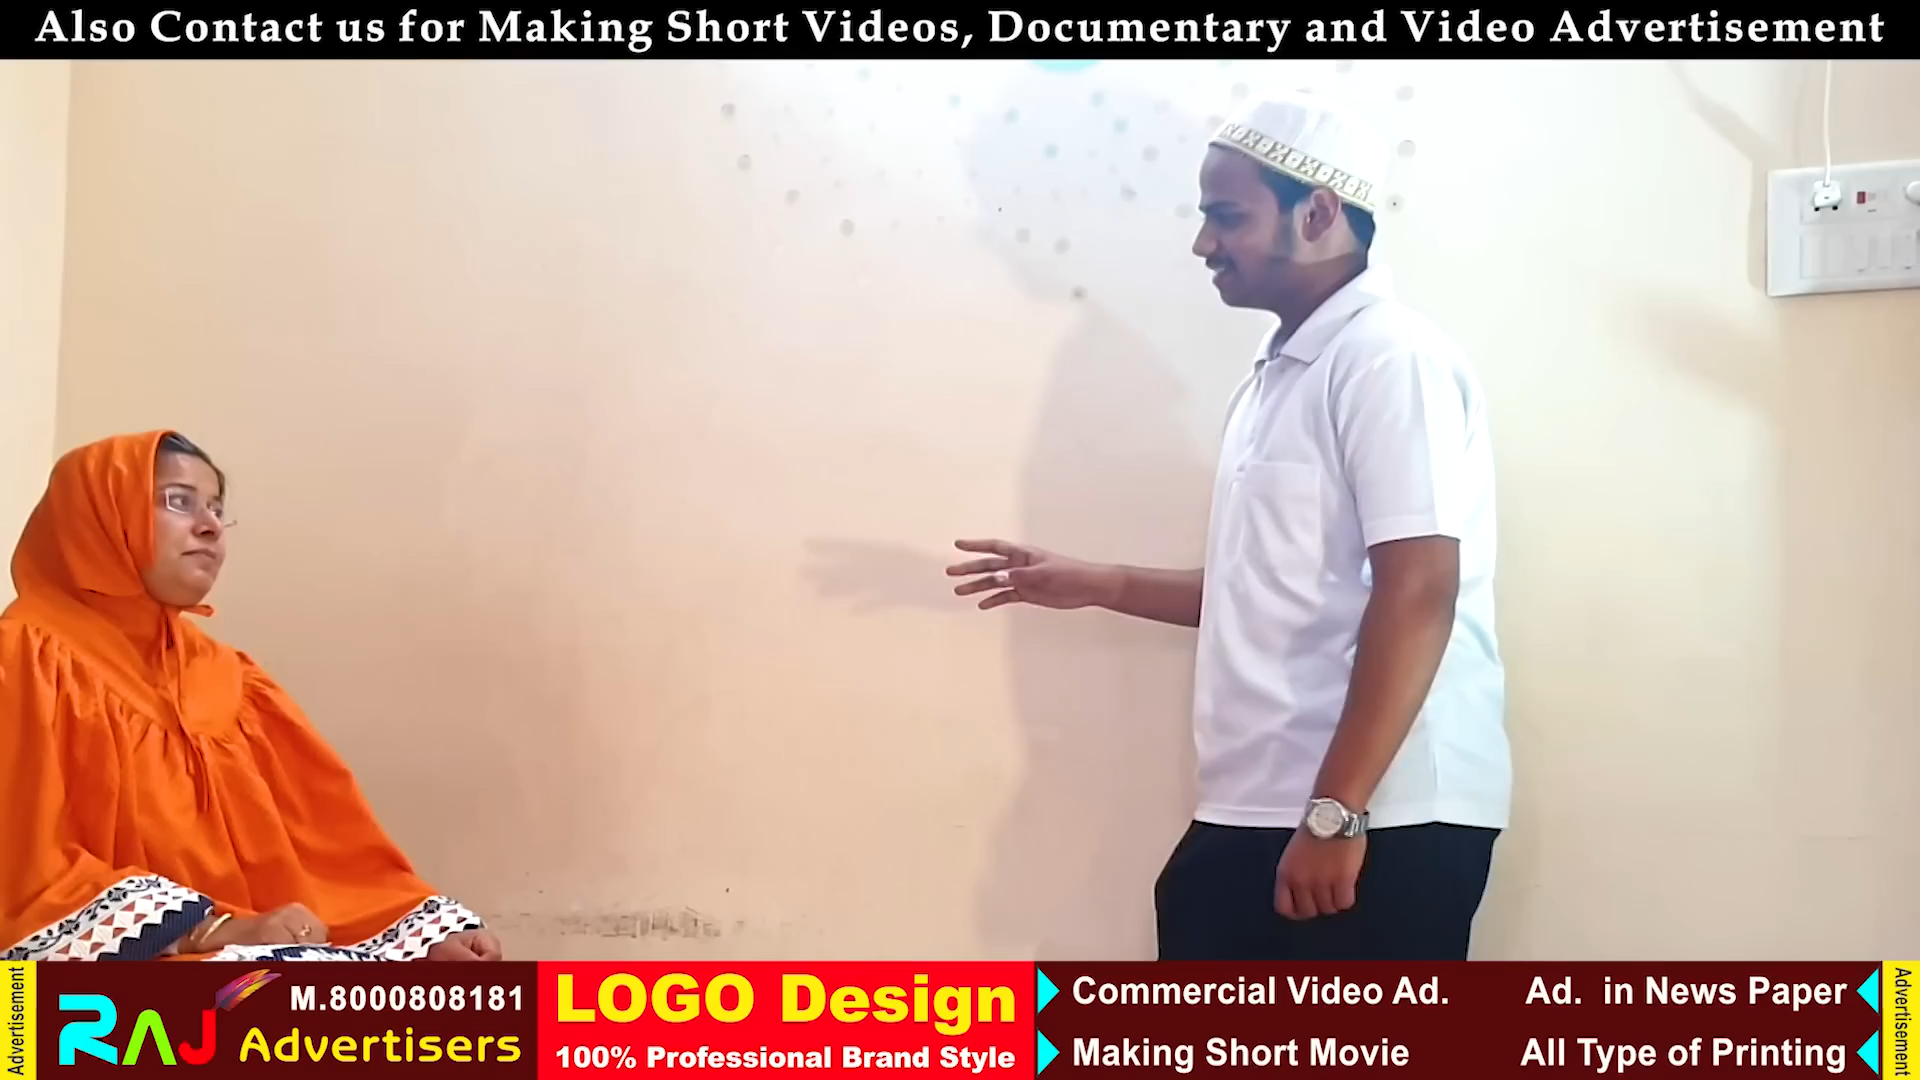 Also Contact us for Making Short Videos, Documentary and Video Advertisement
Advertisement
RAJ
M.8000808181
Advertisers
LOGO Design
100% Professional Brand Style
Commercial Video Ad.
Ad. in News Paper
Making Short Movie
All Type of Printing
Advertisement